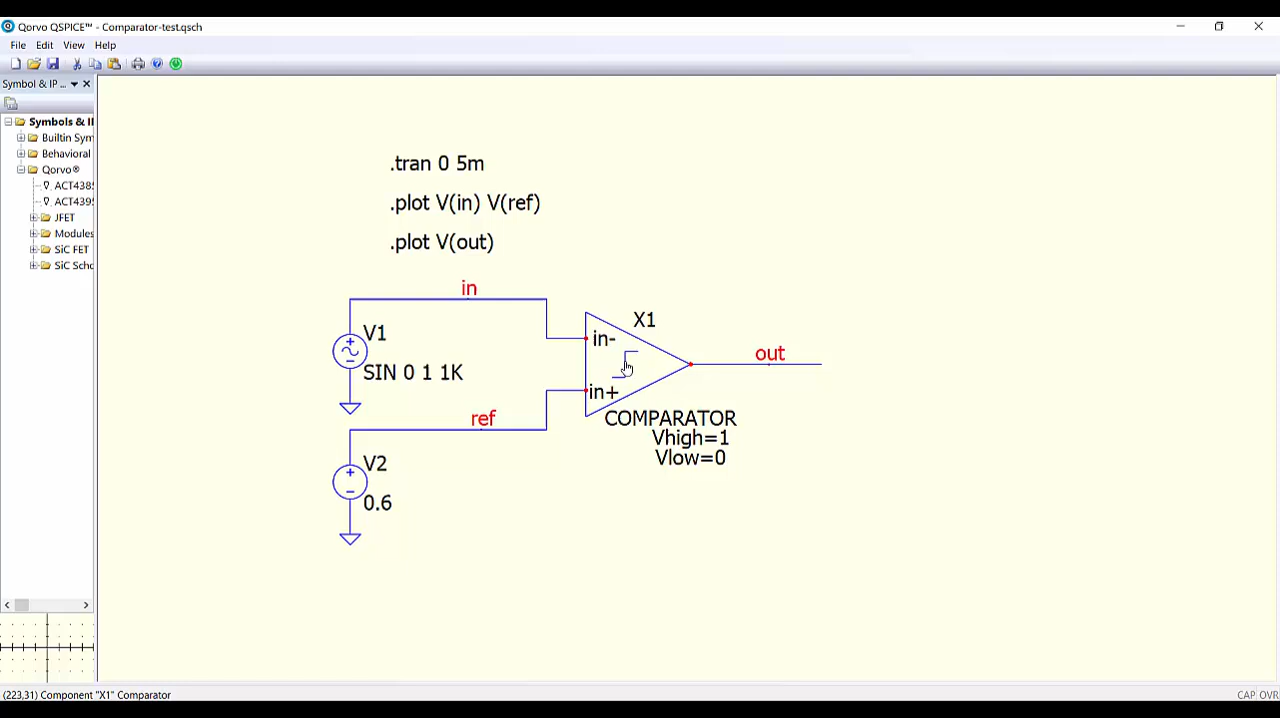 Qorvo QSPICE™ - Comparator-test.qsch
File Edit View Help
Symbol & IP ...
Symbols & I
Builtin Sym
Behavioral
Qorvo®
ACT438
ACT439
JFET
Modules
SiC FET
SiC Scho
.tran 0 5m
.plot V(in) V(ref)
.plot V(out)
in
V1
SIN 0 1 1K
X1
in-
in+
out
ref
COMPARATOR
Vhigh=1
Vlow=0
V2
0.6
(223,31) Component "X1" Comparator
CAP OVR